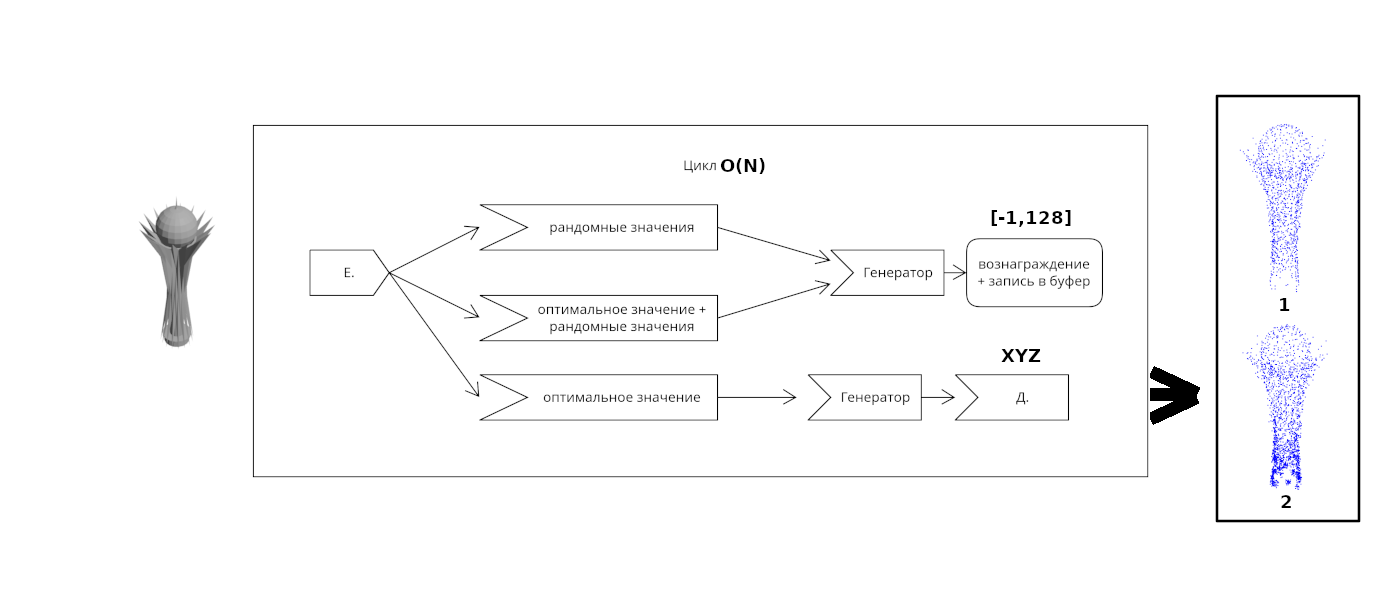 Цикл O(N)
[-1,128]
рандомные значения
Е.
Генератор
вознаграждение
+ запись в буфер
оптимальное значение +
рандомные значения
1
XYZ
оптимальное значение
Генератор
Д.
2